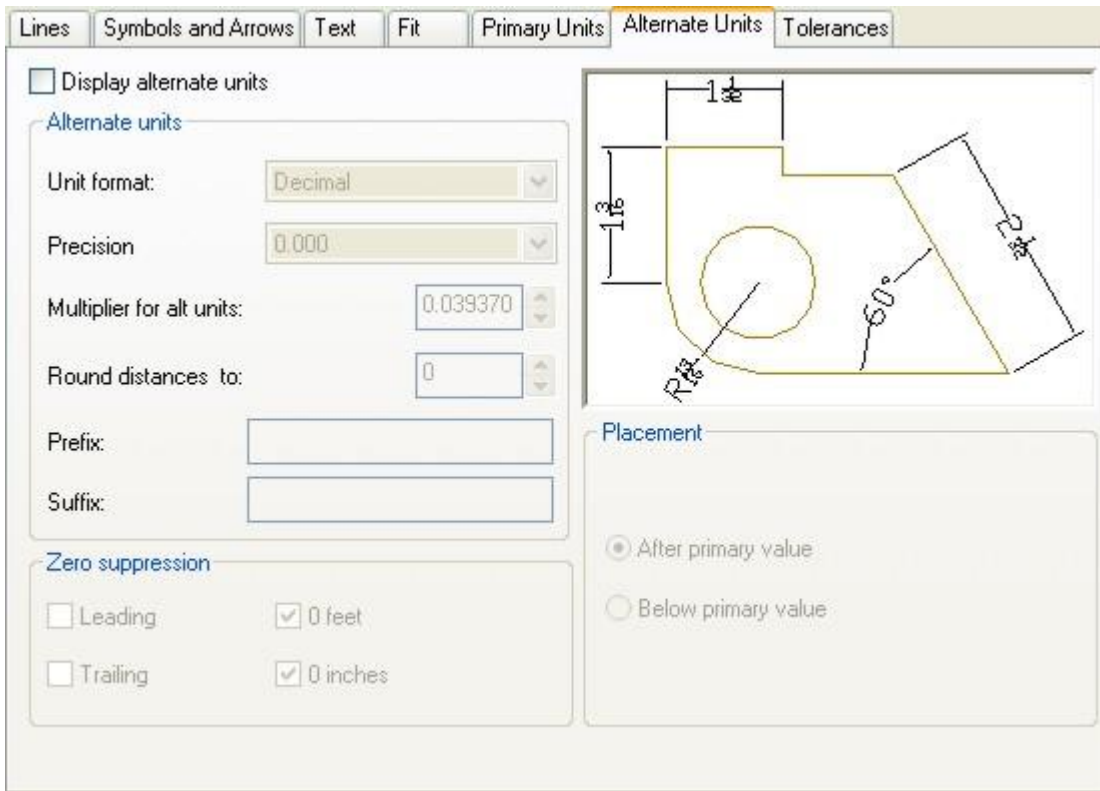 Lines Symbols and Arrows Text Fit Primary Units Alternate Units Tolerances
Display alternate units
Alternate units
Unit format: Decimal
Precision 0.000
Multiplier for alt units: 0.039370
Round distances to: 0
Prefix:
Suffix:
Zero suppression
Leading 0 feet
Trailing 0 inches
60°
Placement
After primary value
Below primary value